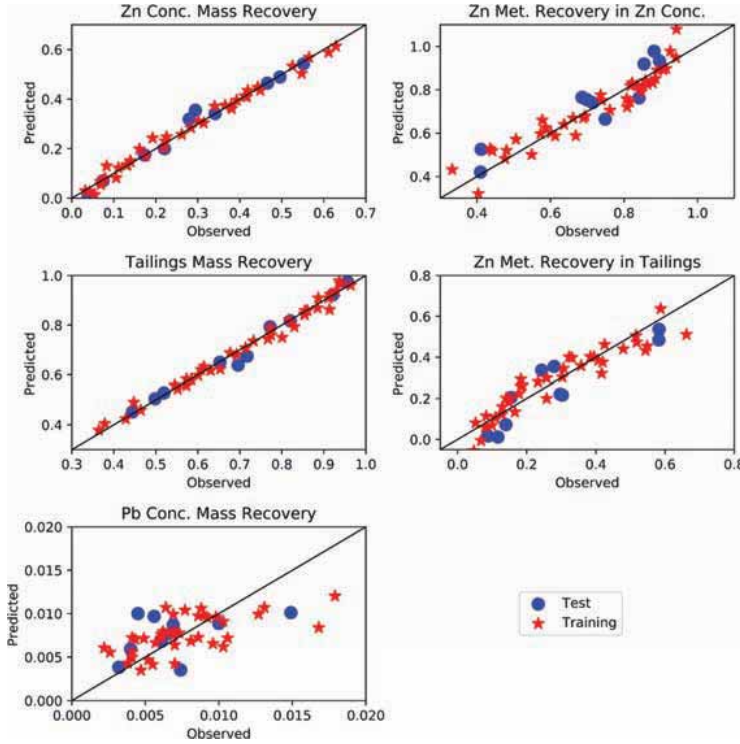 Zn Conc. Mass Recovery
0.6
0.4
0.2
0.0
Predicted
0.0 0.1 0.2 0.3 0.4 0.5 0.6 0.7
Observed
Zn Met. Recovery in Zn Conc.
1.0
0.8
0.6
0.4
Predicted
0.4 0.6 0.8 1.0
Observed
Tailings Mass Recovery
1.0
0.8
0.6
0.4
Predicted
0.3 0.4 0.5 0.6 0.7 0.8 0.9 1.0
Observed
Zn Met. Recovery in Tailings
0.8
0.6
0.4
0.2
0.0
Predicted
0.0 0.2 0.4 0.6 0.8
Observed
Pb Conc. Mass Recovery
0.020
0.015
0.010
0.005
0.000
Predicted
0.000 0.005 0.010 0.015 0.020
Observed
Test
Training